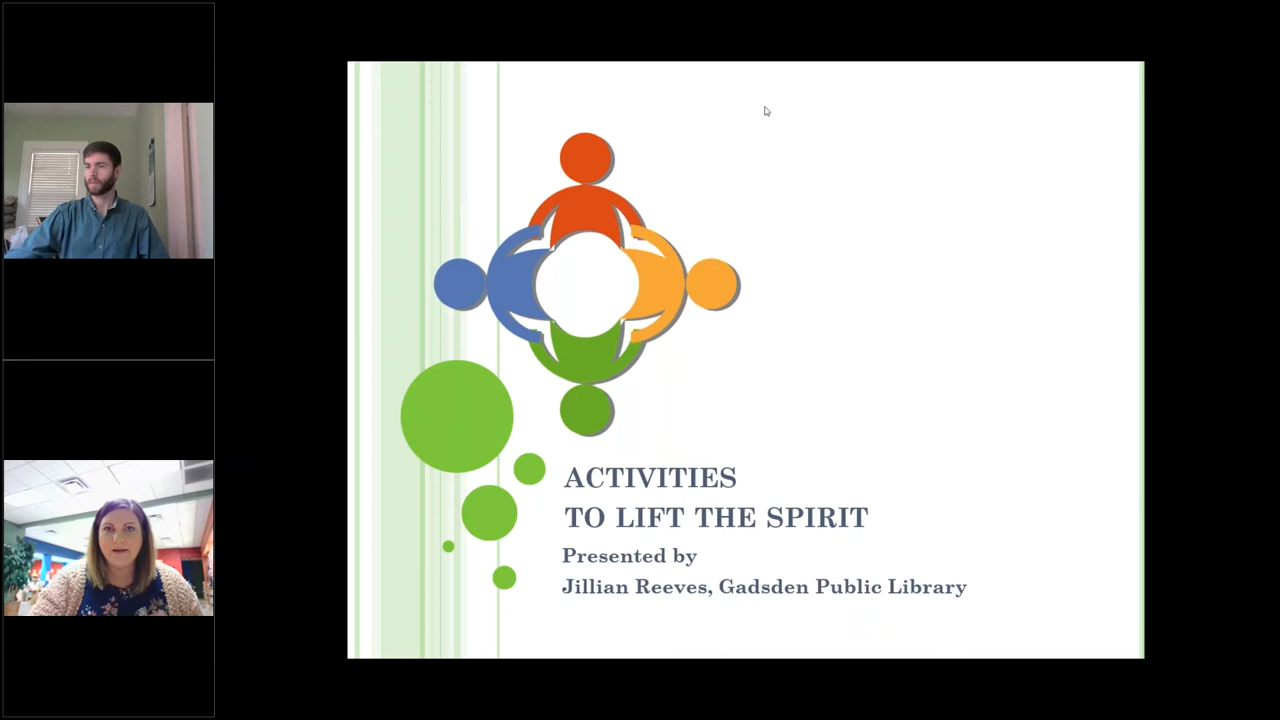 ACTIVITIES
TO LIFT THE SPIRIT
Presented by
Jillian Reeves, Gadsden Public Library